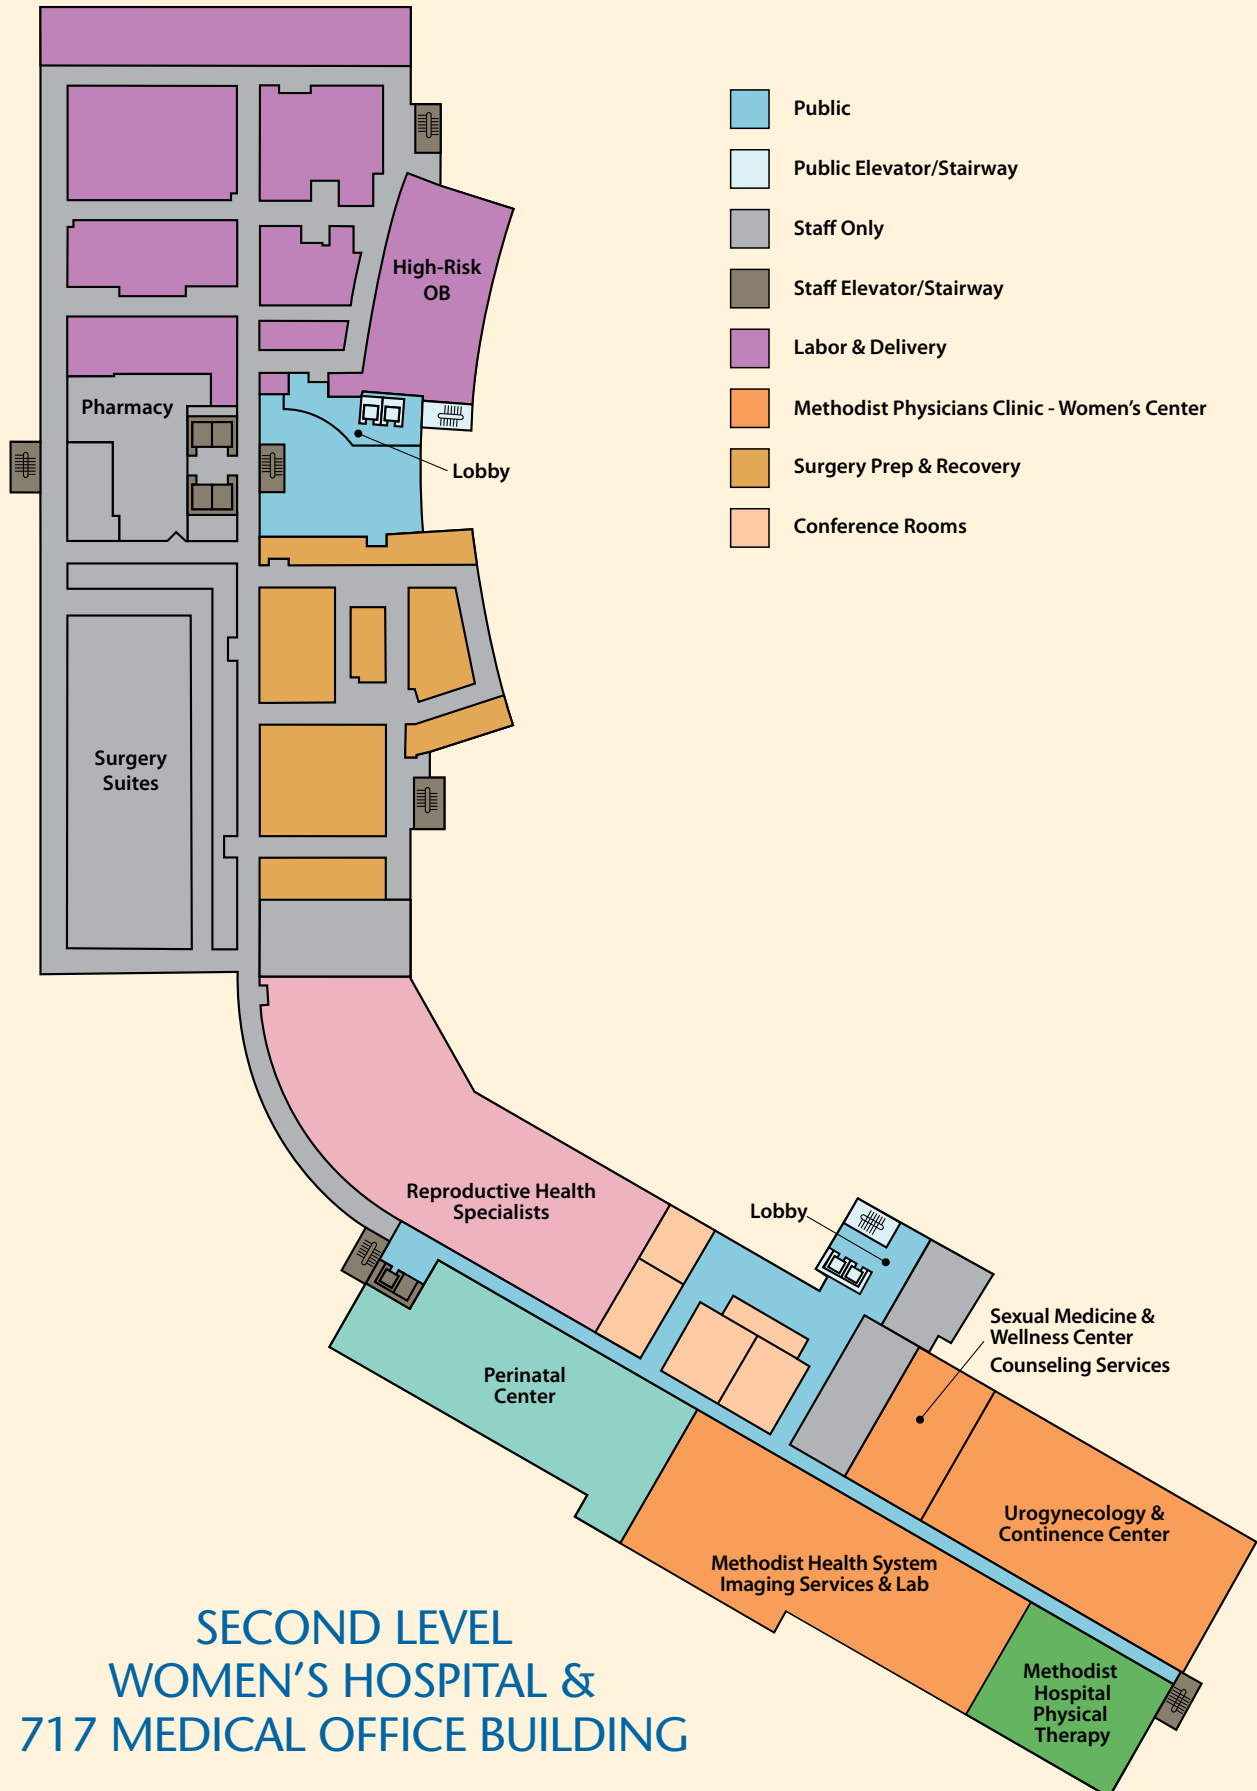 Public
Public Elevator/Stairway
Staff Only
Staff Elevator/Stairway
Labor & Delivery
Methodist Physicians Clinic - Women’s Center
Surgery Prep & Recovery
Conference Rooms
High-Risk
OB
Pharmacy
Lobby
Surgery
Suites
Reproductive Health
Specialists
Lobby
Sexual Medicine &
Wellness Center
Counseling Services
Perinatal
Center
Urogynecology &
Continence Center
Methodist Health System
Imaging Services & Lab
Methodist
Hospital
Physical
Therapy
SECOND LEVEL
WOMEN’S HOSPITAL &
717 MEDICAL OFFICE BUILDING